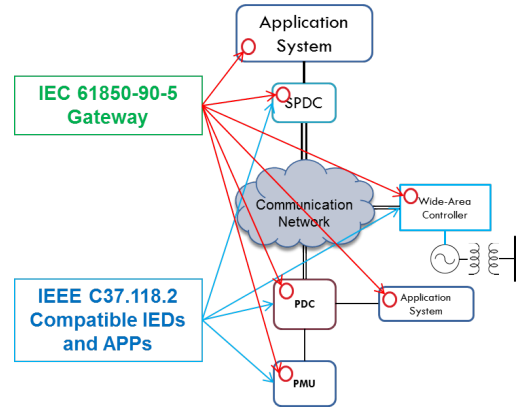 Application
System
IEC 61850-90-5
Gateway
SPDC
Communication
Network
Wide-Area
Controller
IEEE C37.118.2
Compatible IEDs
and APPs
PDC
Application
System
PMU